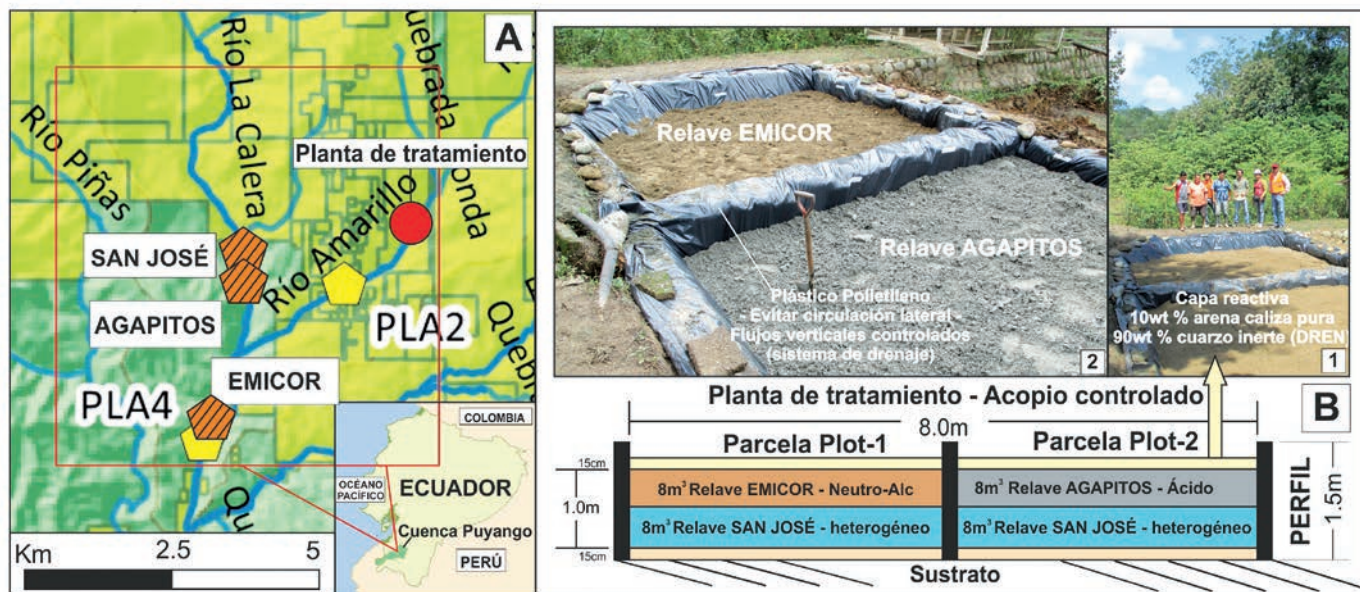 A
Río La Calera
Río Piñas
Planta de tratamiento
SAN JOSÉ
Río Amarillo
AGAPITOS
PLA2
EMICOR
PLA4
Quebr
Qu
COLOMBIA
OCÉANO
PACÍFICO
ECUADOR
Cuenca Puyango
PERÚ
Km 2.5 5
Relave EMICOR
Relave AGAPITOS
Plástico Polietileno
- Evitar circulación lateral -
Flujos verticales controlados
(sistema de drenaje)
2
Capa reactiva
10wt % arena caliza pura
90wt % cuarzo inerte (DREN)
1
B
Planta de tratamiento - Acopio controlado
8.0m
Parcela Plot-1
Parcela Plot-2
15cm
8m³ Relave EMICOR - Neutro-Alc
8m³ Relave AGAPITOS - Ácido
1.0m
8m³ Relave SAN JOSÉ - heterogéneo
8m³ Relave SAN JOSÉ - heterogéneo
15cm
PERFIL
1.5m
Sustrato